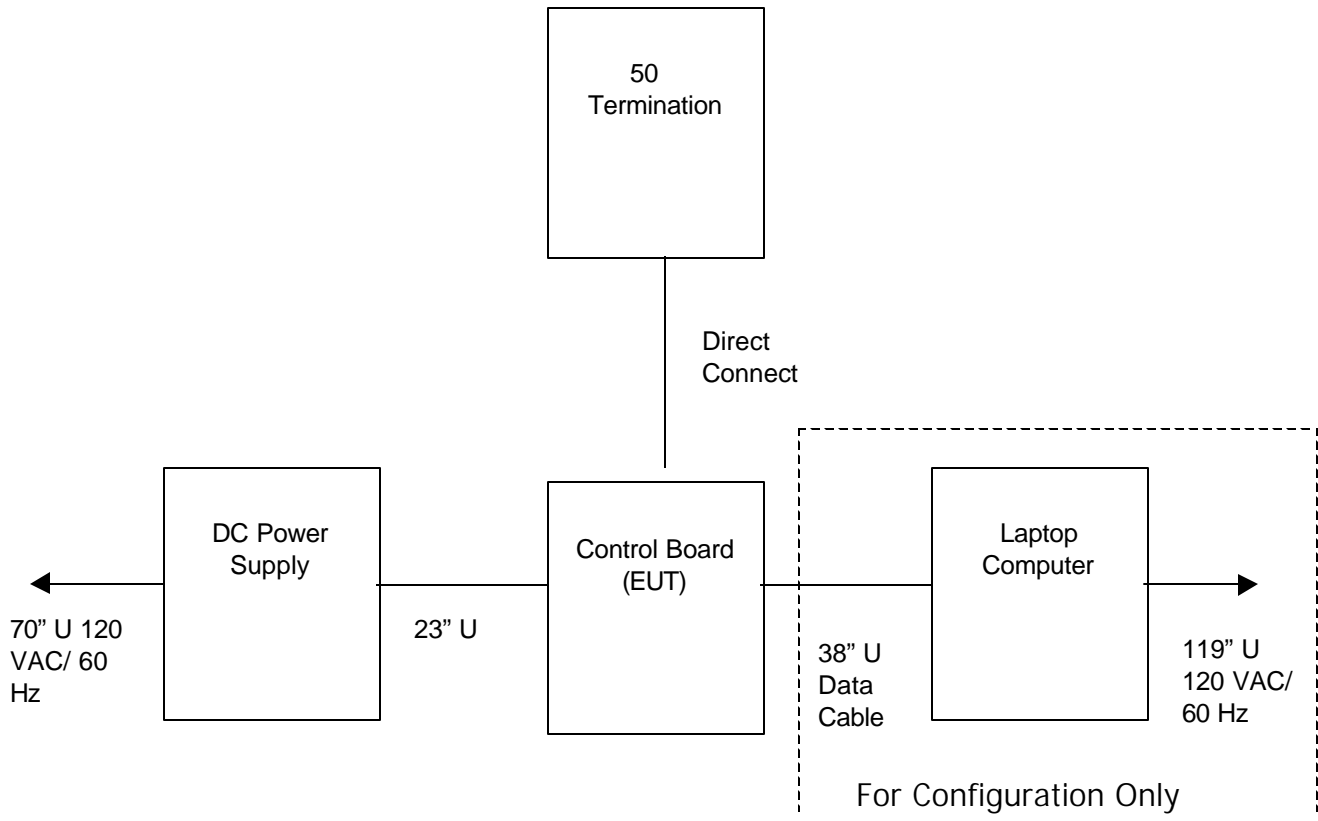 50
Termination
Direct
Connect
DC Power
Supply
Control Board
(EUT)
Laptop
Computer
70” U 120
VAC/ 60
Hz
23” U
38” U
Data
Cable
119” U
120 VAC/
60 Hz
For Configuration Only